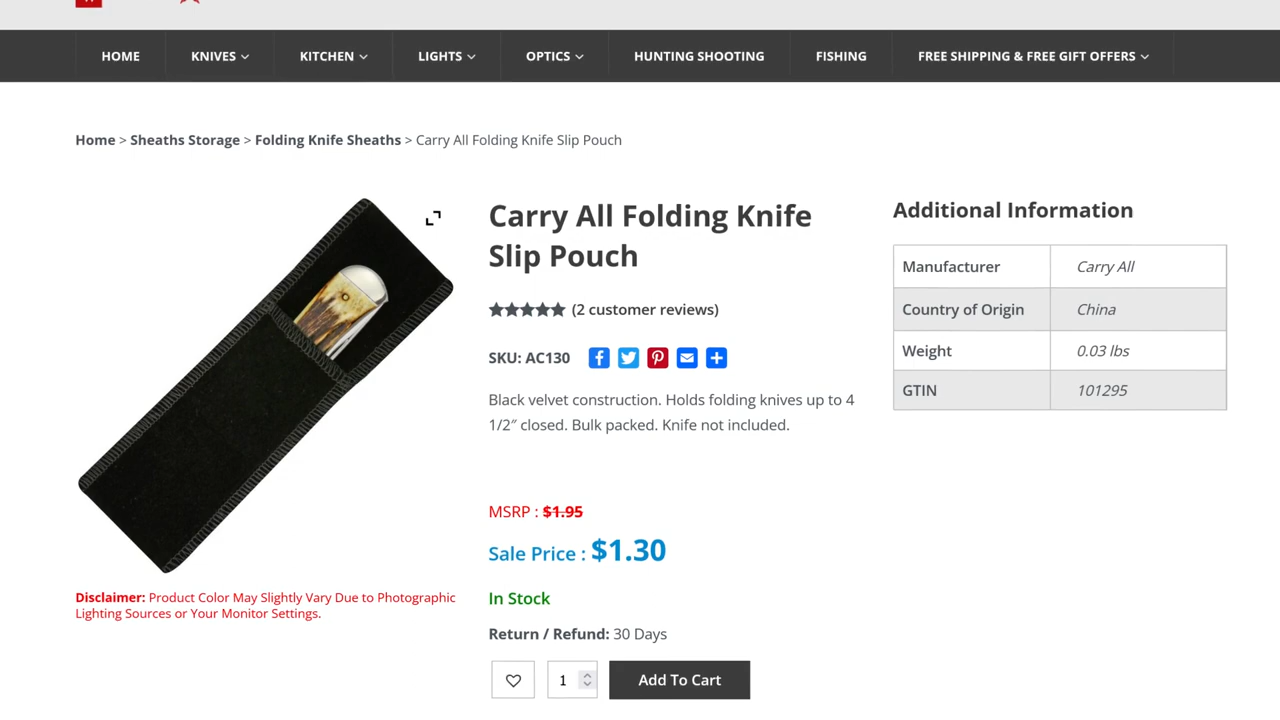 HOME
KNIVES
KITCHEN
LIGHTS
OPTICS
HUNTING SHOOTING
FISHING
FREE SHIPPING & FREE GIFT OFFERS
Home > Sheaths Storage > Folding Knife Sheaths > Carry All Folding Knife Slip Pouch
Carry All Folding Knife
Slip Pouch
(2 customer reviews)
SKU: AC130
Black velvet construction. Holds folding knives up to 4
1/2″ closed. Bulk packed. Knife not included.
MSRP : $1.95
Sale Price : $1.30
In Stock
Return / Refund: 30 Days
1
Add To Cart
Disclaimer: Product Color May Slightly Vary Due to Photographic
Lighting Sources or Your Monitor Settings.
Additional Information
Manufacturer Carry All
Country of Origin China
Weight 0.03 lbs
GTIN 101295